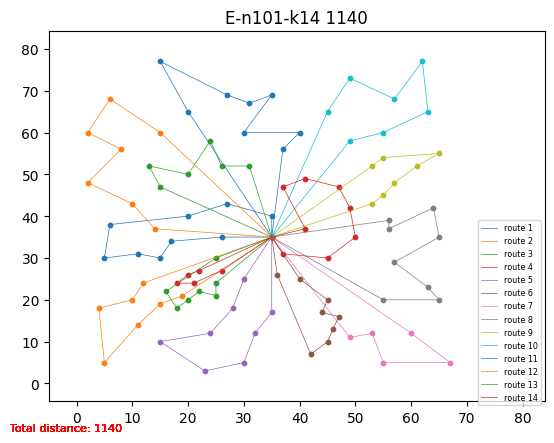 E-n101-k14 1140
80
70
60
50
40
30
20
10
0
route 1
route 2
route 3
route 4
route 5
route 6
route 7
route 8
route 9
route 10
route 11
route 12
route 13
route 14
0 10 20 30 40 50 60 70 80
Total distance: 1140